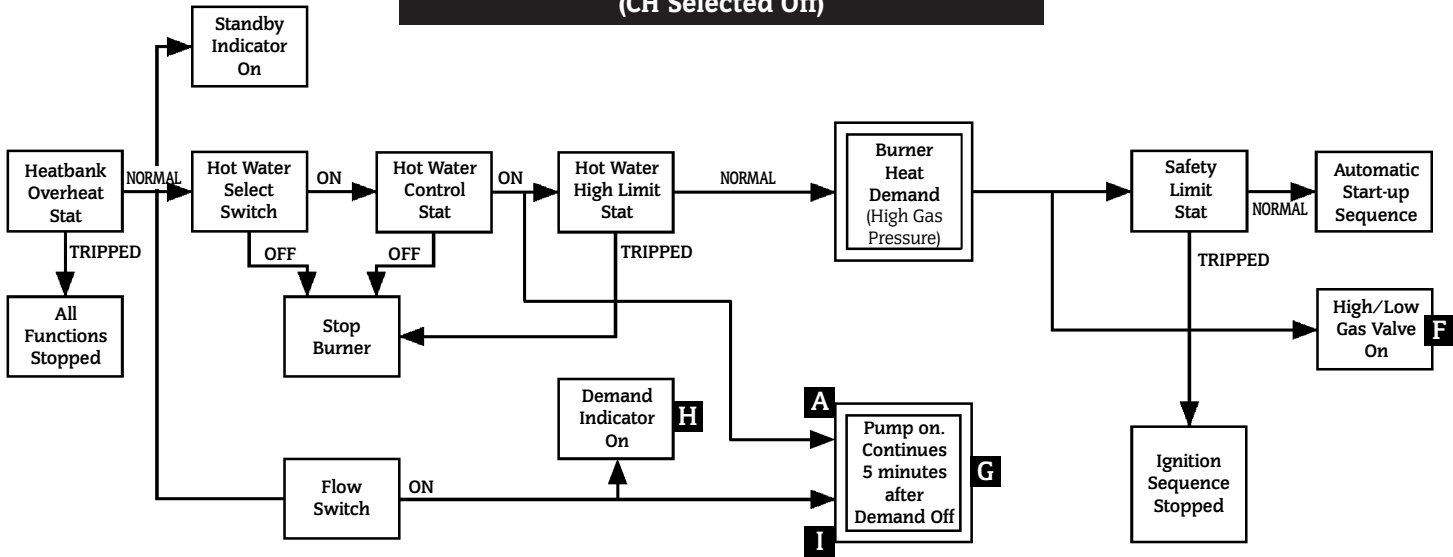 (CH Selected Off)
Standby
Indicator
On
Heatbank
Overheat
Stat
NORMAL
Hot Water
Select
Switch
ON
Hot Water
Control
Stat
ON
Hot Water
High Limit
Stat
NORMAL
Burner
Heat
Demand
(High Gas
Pressure)
Safety
Limit
Stat
NORMAL
Automatic
Start-up
Sequence
TRIPPED
OFF
OFF
TRIPPED
TRIPPED
All
Functions
Stopped
Stop
Burner
High/Low
Gas Valve
On
F
Demand
Indicator
On
H
A
Pump on.
Continues
5 minutes
after
Demand Off
G
I
Flow
Switch
ON
Ignition
Sequence
Stopped